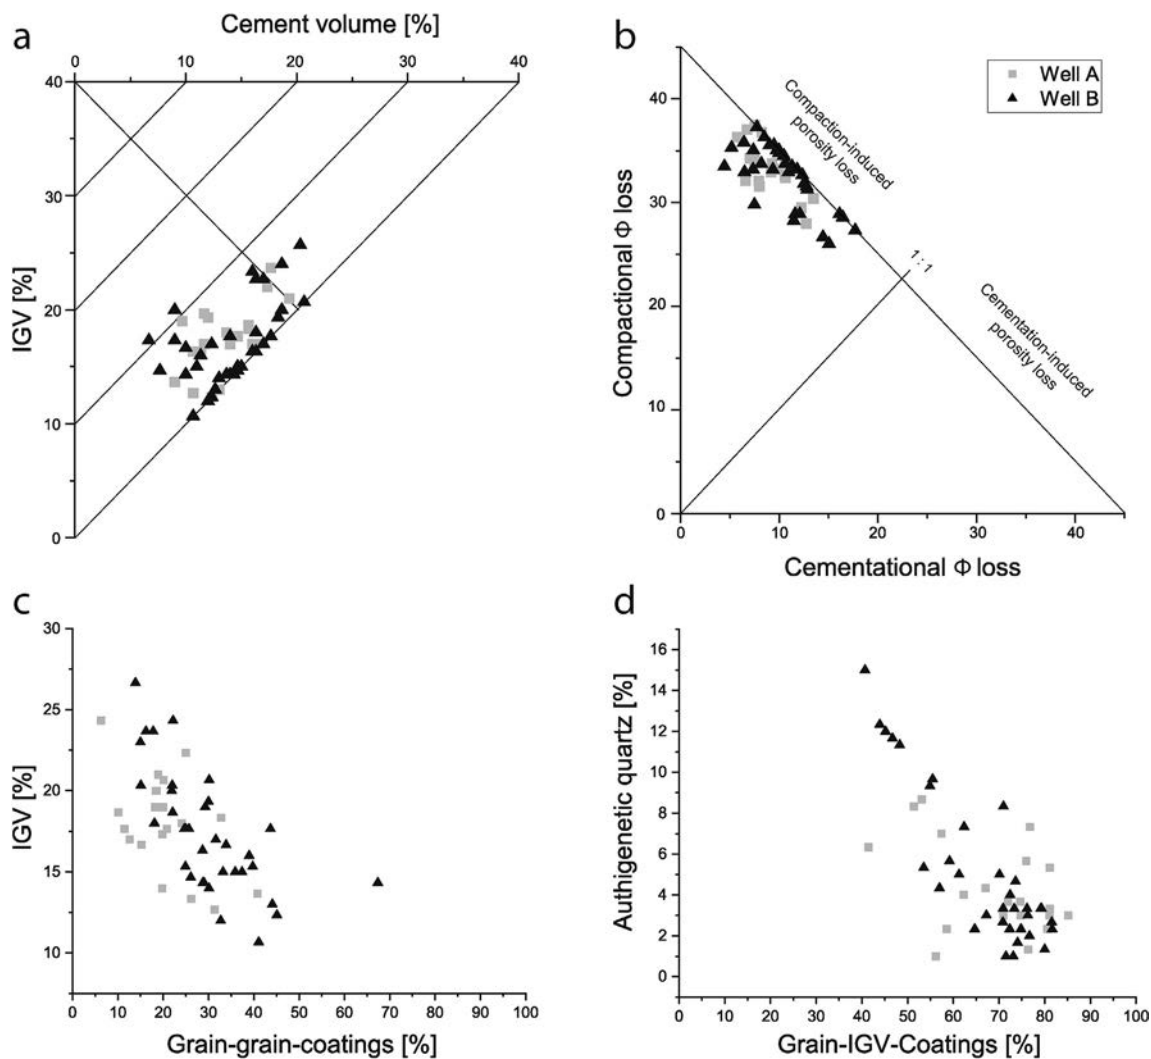 a
Cement volume [%]
0 10 20 30 40
40
30
20
10
0
IGV [%]
b
Well A
Well B
Compaction-induced
porosity loss
1 : 1
Cementation-induced
porosity loss
40
30
20
10
0
Compactional Φ loss
0 10 20 30 40
Cementational Φ loss
c
30
25
20
15
10
IGV [%]
0 10 20 30 40 50 60 70 80 90 100
Grain-grain-coatings [%]
d
16
14
12
10
8
6
4
2
0
Authigenetic quartz [%]
0 10 20 30 40 50 60 70 80 90 100
Grain-IGV-Coatings [%]